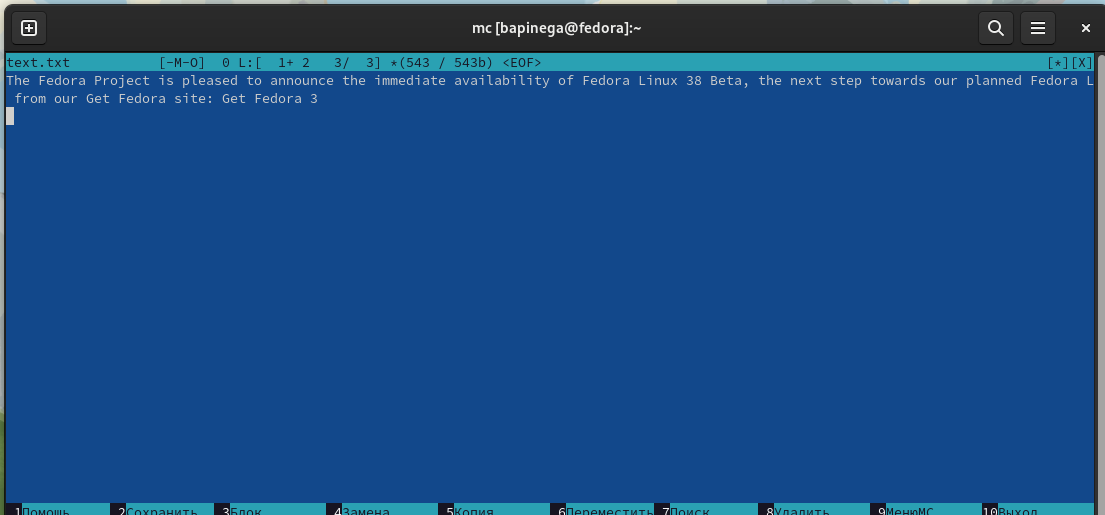 mc [bapinega@fedora]:~
text.txt [-M-O] 0 L:[ 1+ 2 3/ 3] *(543 / 543b) <EOF> [*][X]
The Fedora Project is pleased to announce the immediate availability of Fedora Linux 38 Beta, the next step towards our planned Fedora L
from our Get Fedora site: Get Fedora 3
1Помощь 2Сохранить 3Блок 4Замена 5Копия 6Переместить 7Поиск 8Удалить 9МенюMC 10Выход